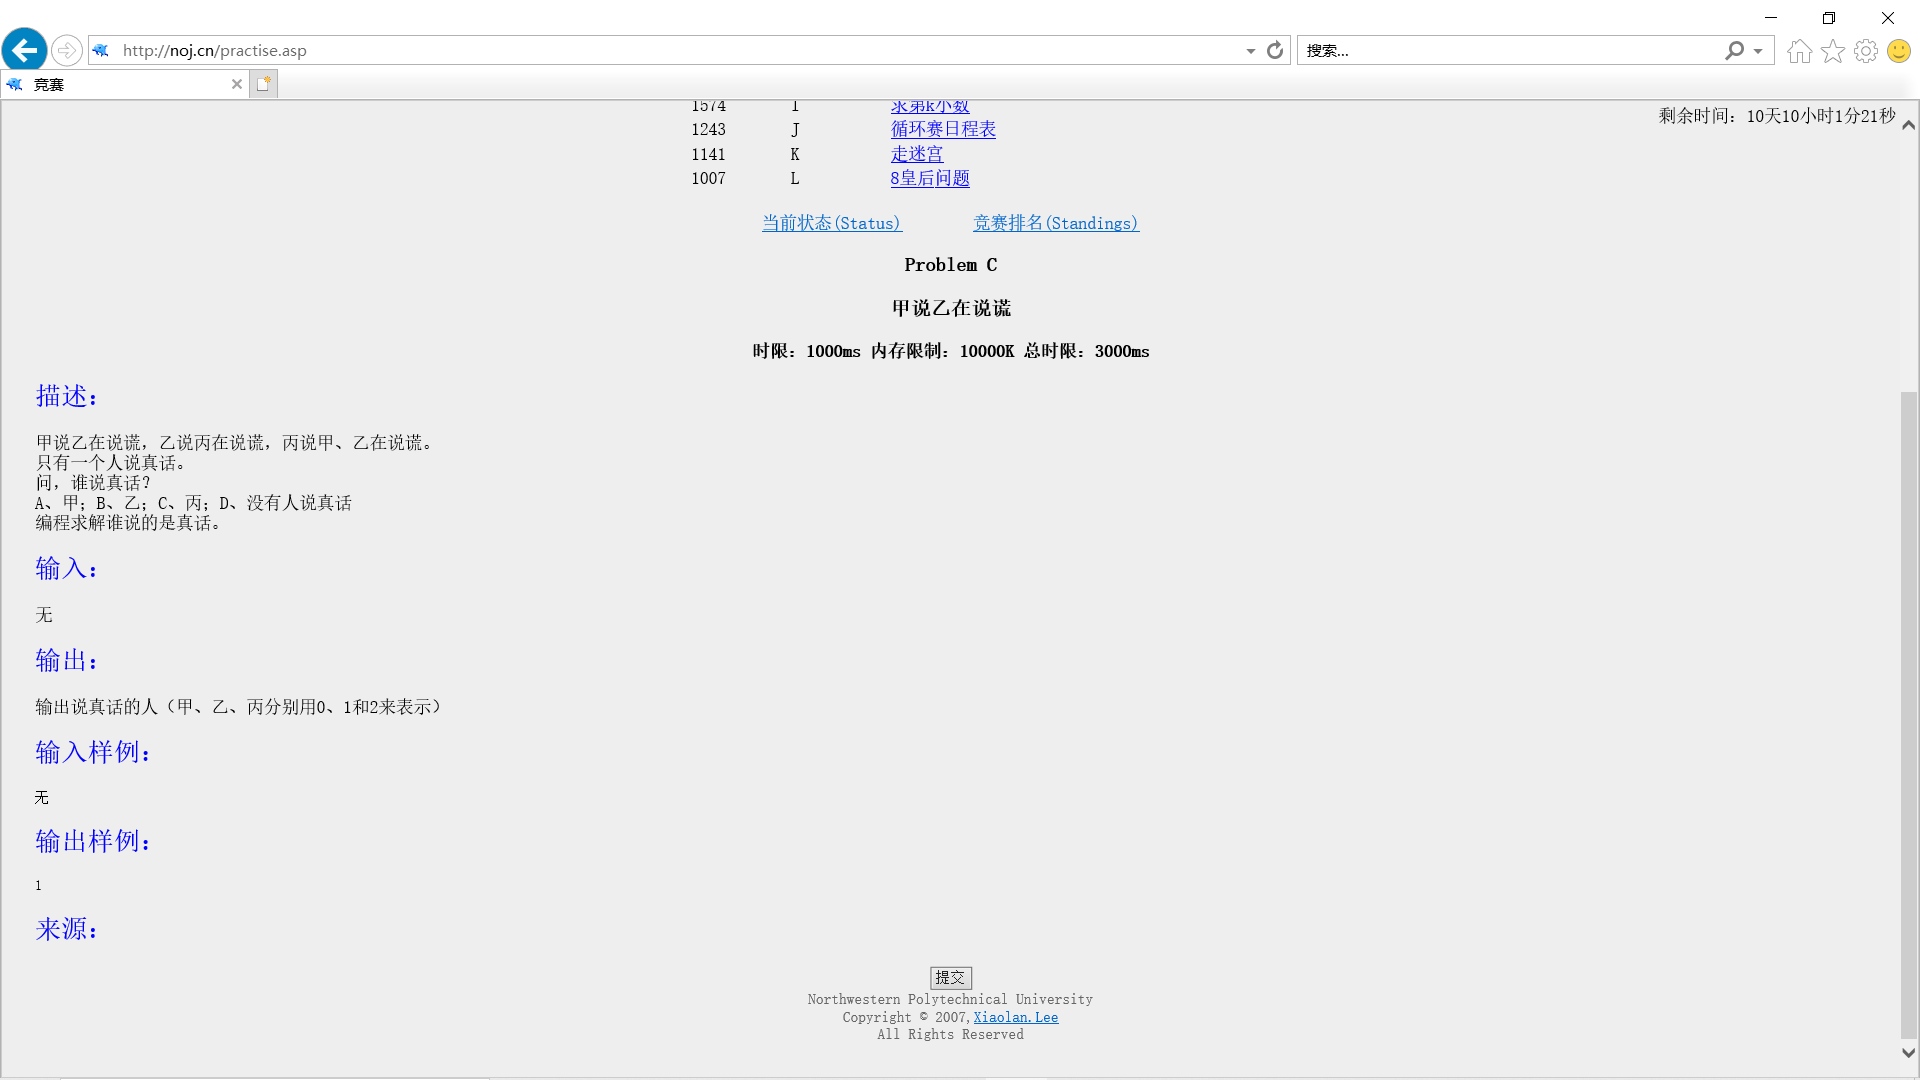 http://noj.cn/practise.asp
搜索...
竞赛
剩余时间：10天10小时1分21秒
1574 I 求第k小数
1243 J 循环赛日程表
1141 K 走迷宫
1007 L 8皇后问题
当前状态(Status) 竞赛排名(Standings)
Problem C
甲说乙在说谎
时限：1000ms 内存限制：10000K 总时限：3000ms
描述：
甲说乙在说谎，乙说丙在说谎，丙说甲、乙在说谎。
只有一个人说真话。
问，谁说真话？
A、甲；B、乙；C、丙；D、没有人说真话
编程求解谁说的是真话。
输入：
无
输出：
输出说真话的人（甲、乙、丙分别用0、1和2来表示）
输入样例：
无
输出样例：
1
来源：
提交
Northwestern Polytechnical University
Copyright © 2007,Xiaolan.Lee
All Rights Reserved